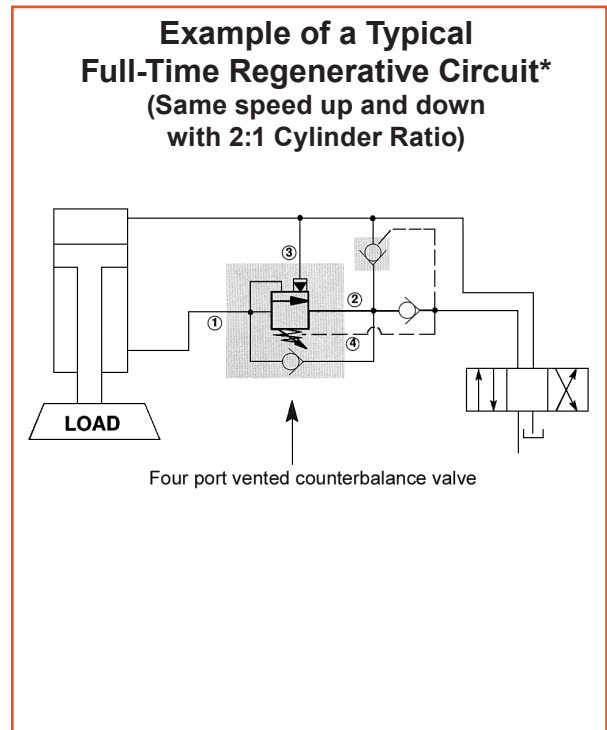 Example of a Typical
Full-Time Regenerative Circuit*
(Same speed up and down
with 2:1 Cylinder Ratio)
③
②
①
④
LOAD
Four port vented counterbalance valve